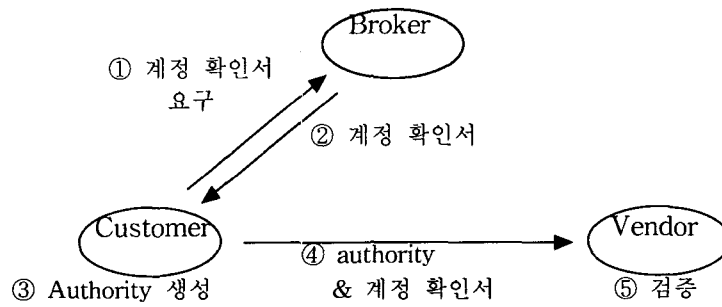 Broker
① 계정 확인서
요구
② 계정 확인서
Customer
Vendor
④ authority
③ Authority 생성
& 계정 확인서
⑤ 검증